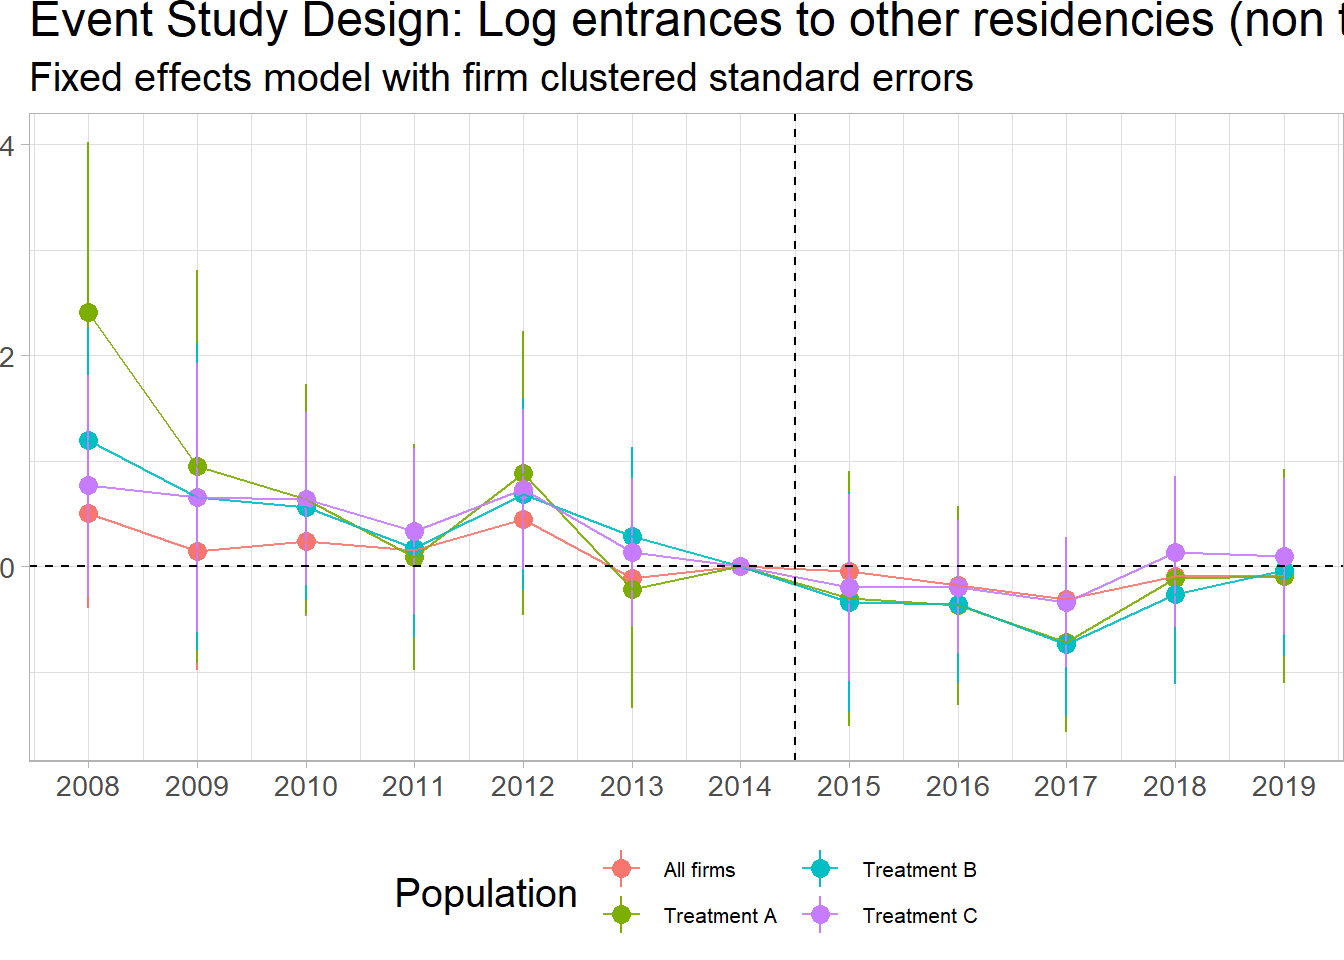 Event Study Design: Log entrances to other residencies (non
Fixed effects model with firm clustered standard errors
4
2
0
2008 2009 2010 2011 2012 2013 2014 2015 2016 2017 2018 2019
Population
All firms
Treatment B
Treatment A
Treatment C